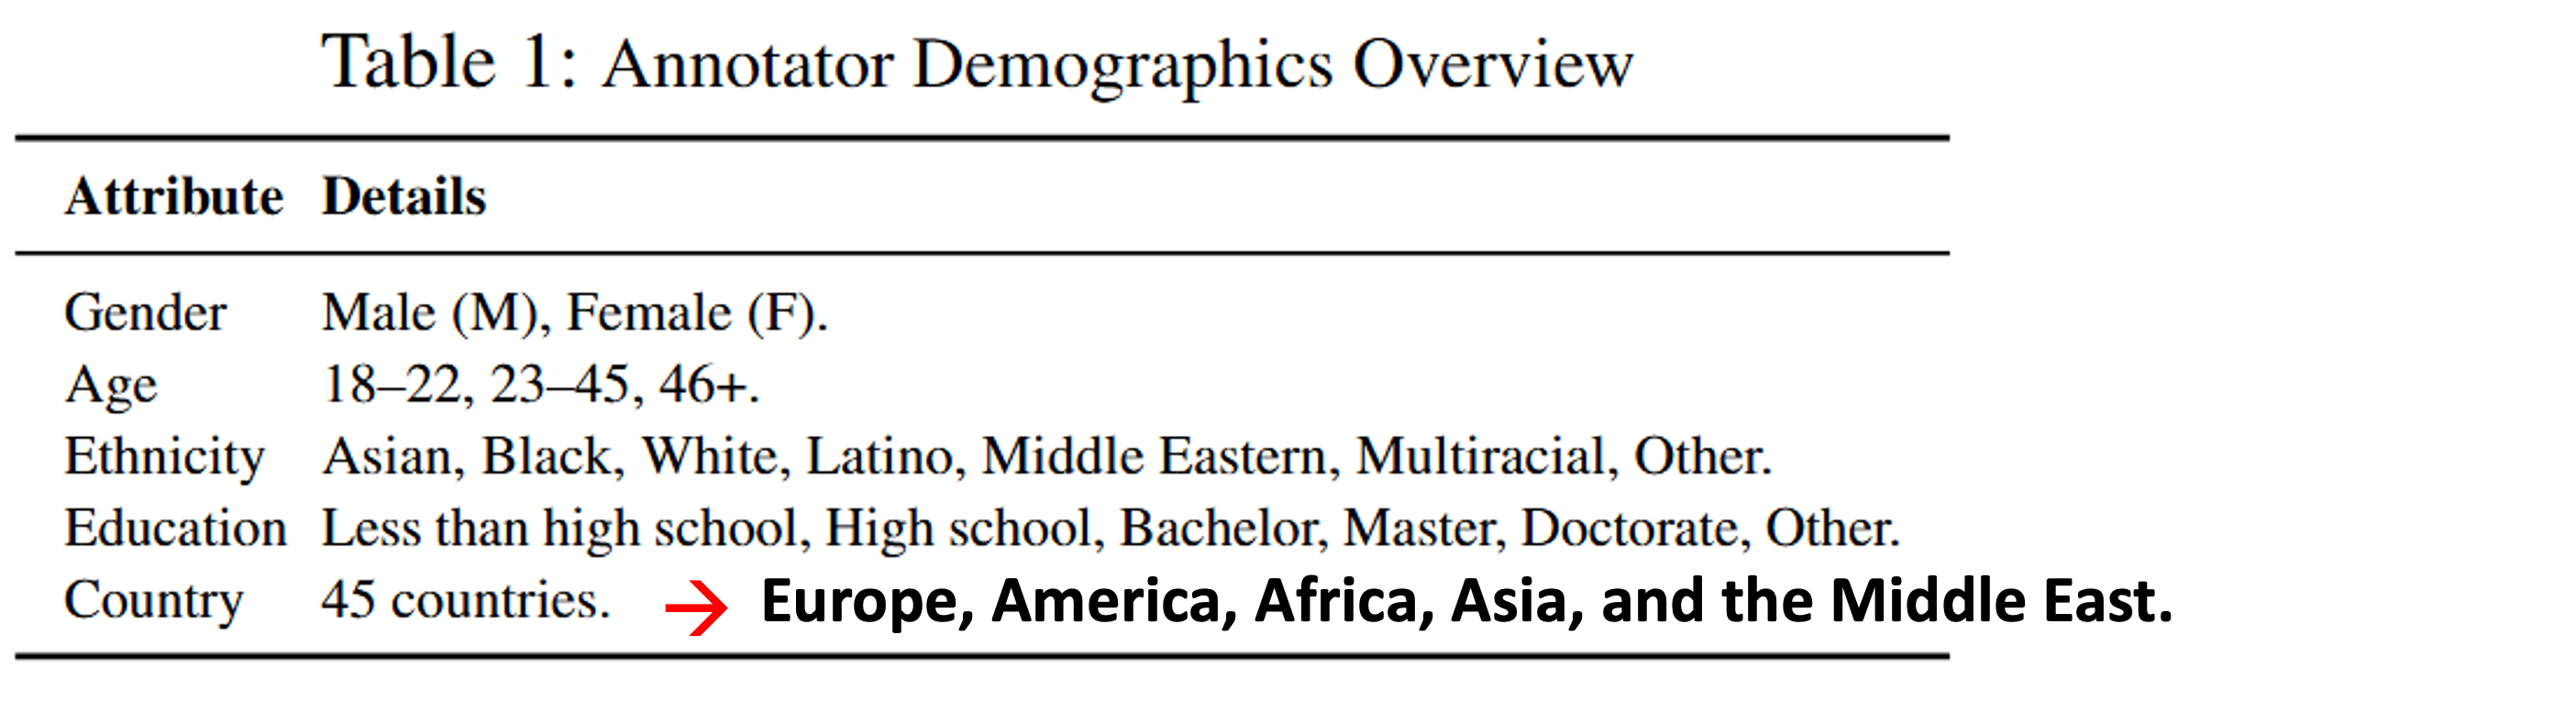 Table 1: Annotator Demographics Overview
Attribute Details
Gender Male (M), Female (F).
Age 18–22, 23–45, 46+.
Ethnicity Asian, Black, White, Latino, Middle Eastern, Multiracial, Other.
Education Less than high school, High school, Bachelor, Master, Doctorate, Other.
Country 45 countries. → Europe, America, Africa, Asia, and the Middle East.